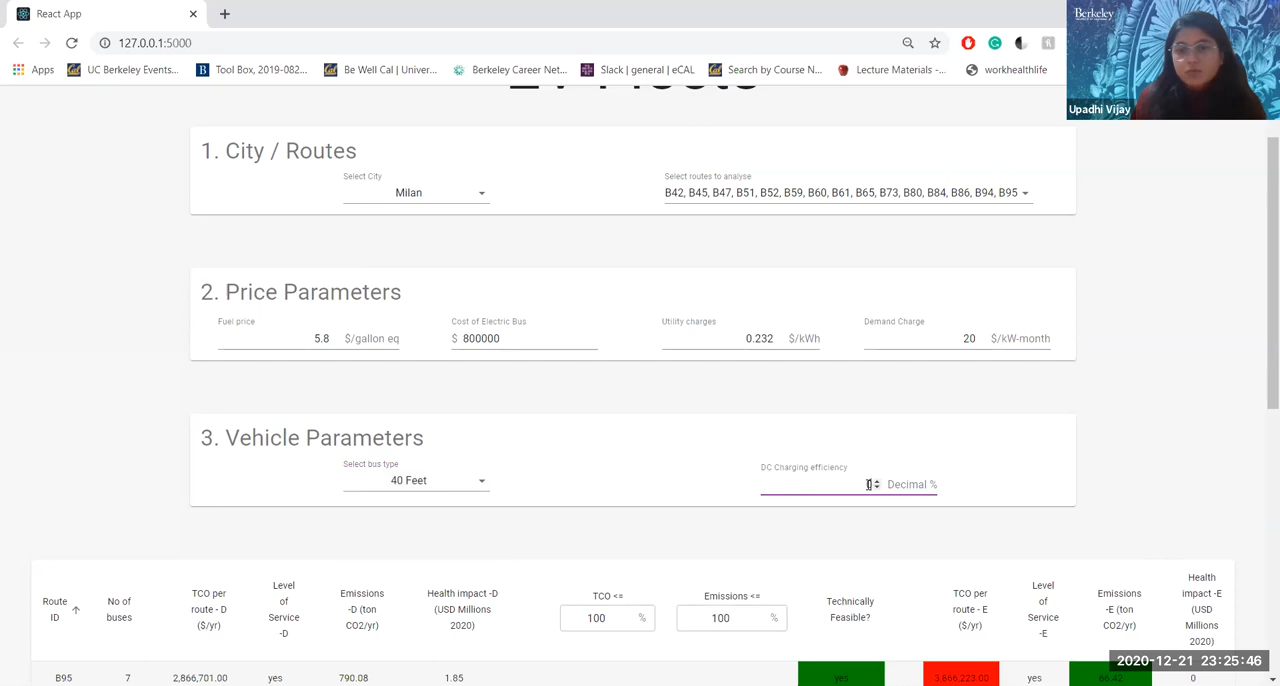 React App
127.0.0.1:5000
Apps UC Berkeley Events... Tool Box, 2019-082... Be Well Cal | Univer... Berkeley Career Net... Slack | general | eCAL Search by Course N... Lecture Materials -... workhealthlife
Berkeley
Upadhi Vijay
1. City / Routes
Select City Select routes to analyse
Milan B42, B45, B47, B51, B52, B59, B60, B61, B65, B73, B80, B84, B86, B94, B95
2. Price Parameters
Fuel price Cost of Electric Bus Utility charges Demand Charge
5.8 $/gallon eq $ 800000 0.232 $/kWh 20 $/kW-month
3. Vehicle Parameters
Select bus type DC Charging efficiency
40 Feet Decimal %
Route ID
No of buses
TCO per route - D ($/yr)
Level of Service -D
Emissions -D (ton CO2/yr)
Health impact -D (USD Millions 2020)
TCO <=
100 %
Emissions <=
100 %
Technically Feasible?
TCO per route - E ($/yr)
Level of Service -E
Emissions -E (ton CO2/yr)
Health impact -E (USD Millions 2020)
B95 7 2,866,701.00 yes 790.08 1.85 yes 3,666,223.00 yes 66.42 0
2020-12-21 23:25:46